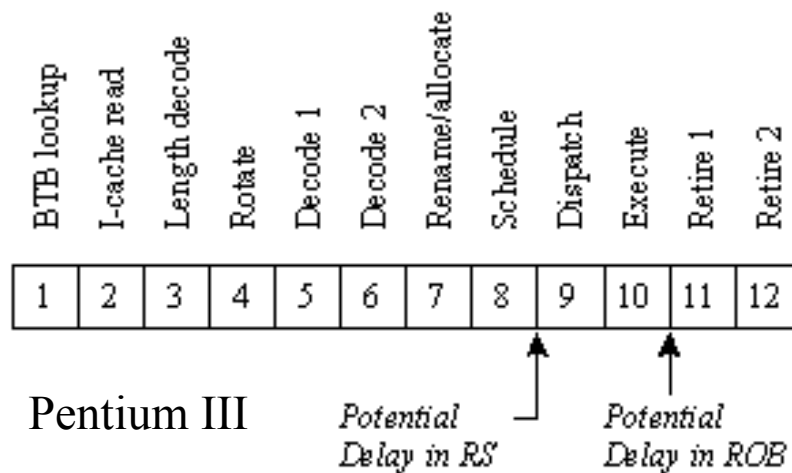 BTB lookup
I-cache read
Length decode
Rotate
Decode 1
Decode 2
Rename/allocate
Schedule
Dispatch
Execute
Retire 1
Retire 2
1 2 3 4 5 6 7 8 9 10 11 12
Pentium III
Potential
Delay in RS
Potential
Delay in ROB